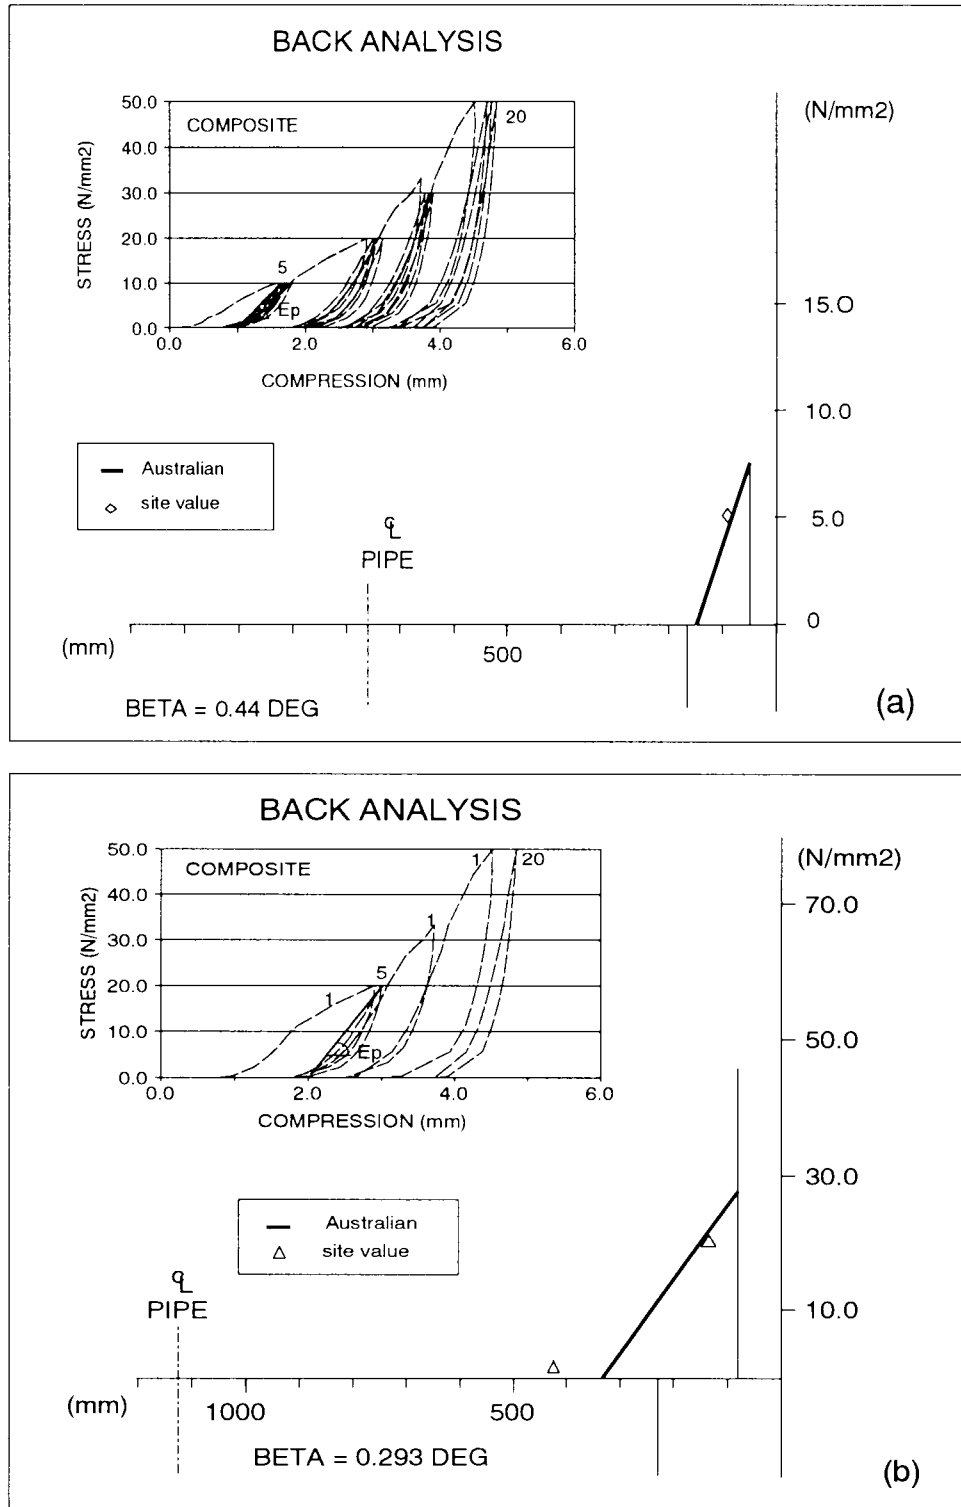 BACK ANALYSIS
(N/mm2)
50.0
COMPOSITE
20
40.0
30.0
20.0
5
10.0
Ep
0.0
0.0
2.0
4.0
6.0
STRESS (N/mm2)
COMPRESSION (mm)
15.0
10.0
5.0
0
Australian
site value
℄
PIPE
(mm)
500
BETA = 0.44 DEG
(a)
BACK ANALYSIS
(N/mm2)
50.0
COMPOSITE
1
20
40.0
1
30.0
5
20.0
1
10.0
Ep
0.0
0.0
2.0
4.0
6.0
STRESS (N/mm2)
COMPRESSION (mm)
70.0
50.0
30.0
10.0
Australian
site value
℄
PIPE
(mm)
1000
500
BETA = 0.293 DEG
(b)